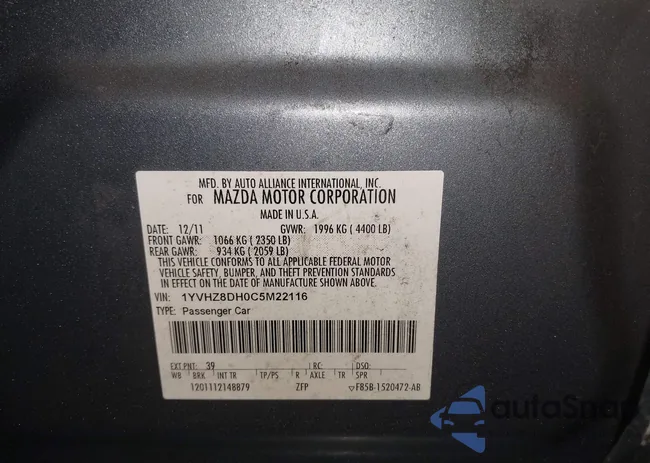 MFD. BY AUTO ALLIANCE INTERNATIONAL, INC.
FOR MAZDA MOTOR CORPORATION
MADE IN U.S.A.
DATE: 12/11 GVWR: 1996 KG ( 4400 LB)
FRONT GAWR: 1066 KG ( 2350 LB)
REAR GAWR: 934 KG ( 2059 LB)
THIS VEHICLE CONFORMS TO ALL APPLICABLE FEDERAL MOTOR
VEHICLE SAFETY, BUMPER, AND THEFT PREVENTION STANDARDS
IN EFFECT ON THE DATE OF MANUFACTURE SHOWN ABOVE.
VIN: 1YVHZ8DH0C5M22116
TYPE: Passenger Car
EXT PNT: 39 RC: DSO:
WB BRK INT TR TP/PS R AXLE TR SPR
120111214B879 ZFP F85B-1520472-AB
autoSnap